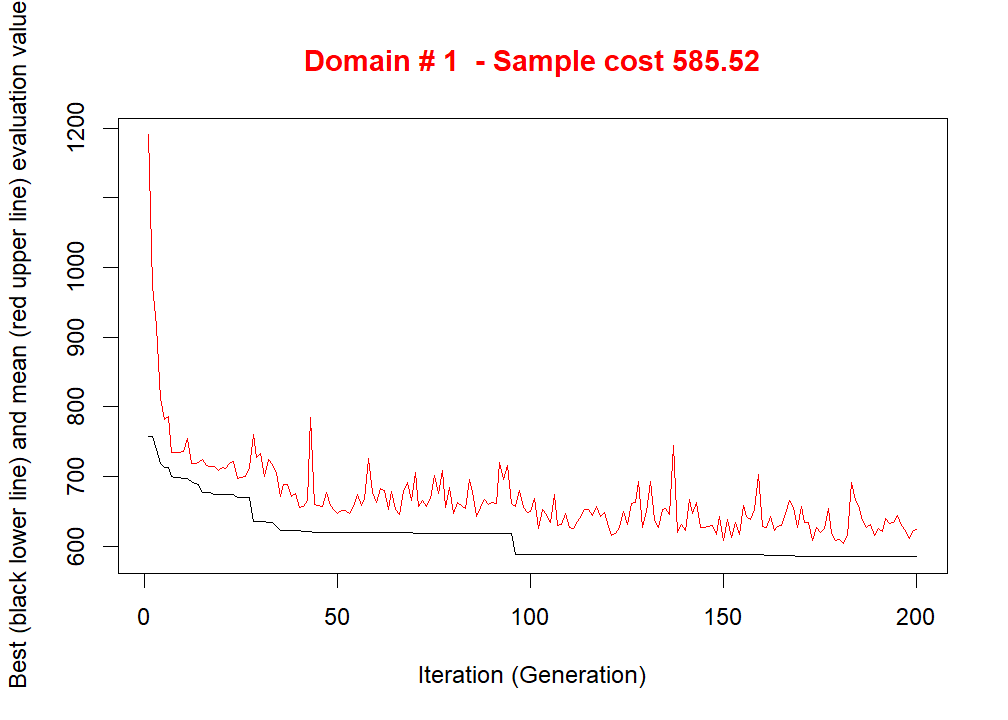 Domain # 1  - Sample cost 585.52
Best (black lower line) and mean (red upper line) evaluation value
1200
1000
900
800
700
600
0 50 100 150 200
Iteration (Generation)